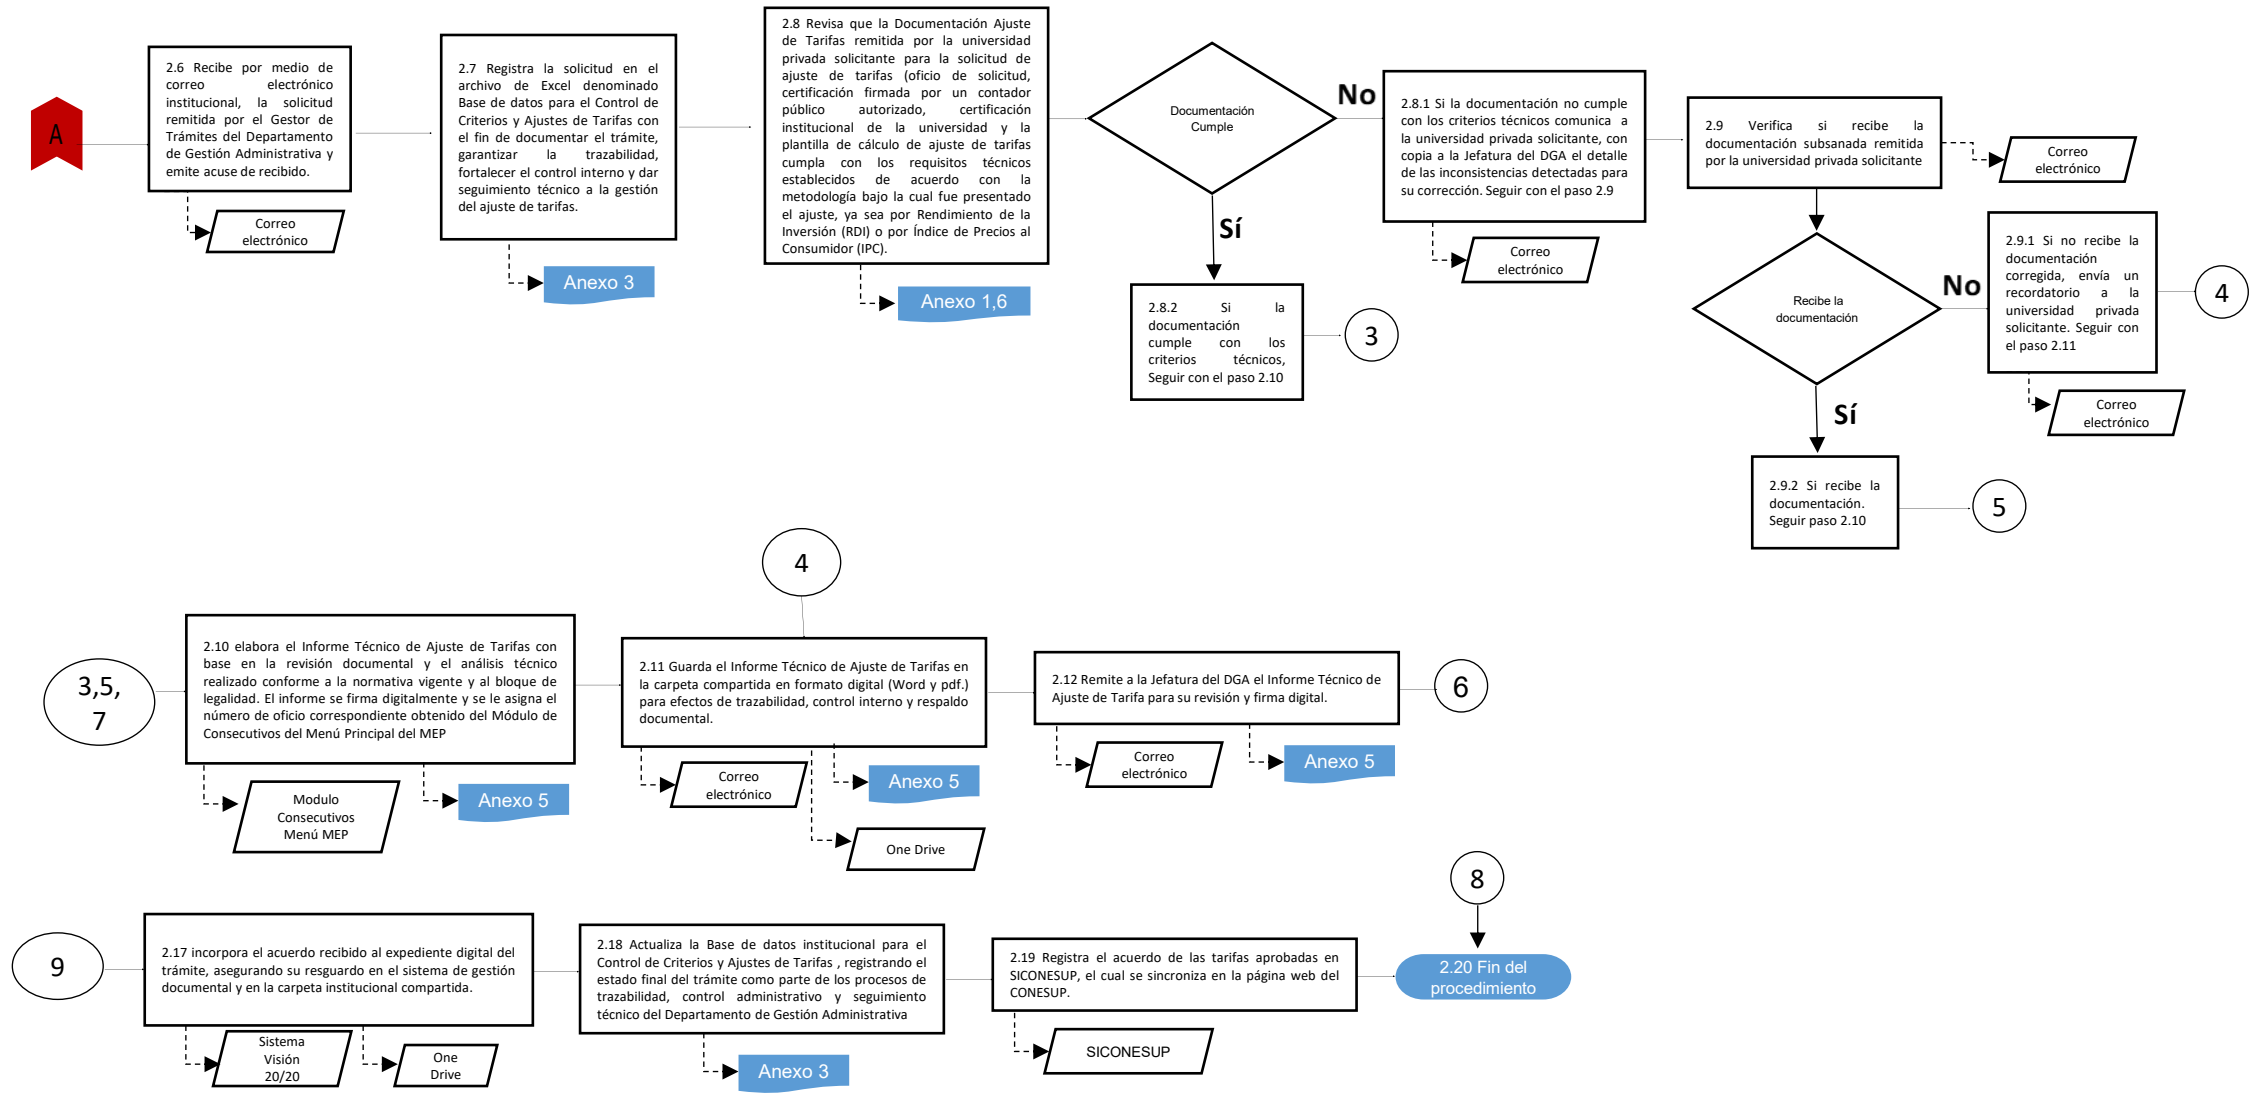 A
2.6 Recibe por medio de
correo electrónico
institucional, la solicitud
remitida por el Gestor de
Trámites del Departamento
de Gestión Administrativa y
emite acuse de recibido.
Correo
electrónico
2.7 Registra la solicitud en el
archivo de Excel denominado
Base de datos para el Control de
Criterios y Ajustes de Tarifas con
el fin de documentar el trámite,
garantizar la trazabilidad,
fortalecer el control interno y dar
seguimiento técnico a la gestión
del ajuste de tarifas.
Anexo 3
2.8 Revisa que la Documentación Ajuste
de Tarifas remitida por la universidad
privada solicitante para la solicitud de
ajuste de tarifas (oficio de solicitud,
certificación firmada por un contador
público autorizado, certificación
institucional de la universidad y la
plantilla de cálculo de ajuste de tarifas
cumpla con los requisitos técnicos
establecidos de acuerdo con la
metodología bajo la cual fue presentado
el ajuste, ya sea por Rendimiento de la
Inversión (RDI) o por Índice de Precios al
Consumidor (IPC).
Anexo 1,6
Documentación
Cumple
No
Sí
2.8.2 Si la
documentación
cumple con los
criterios técnicos,
Seguir con el paso 2.10
3
2.8.1 Si la documentación no cumple
con los criterios técnicos comunica a
la universidad privada solicitante, con
copia a la Jefatura del DGA el detalle
de las inconsistencias detectadas para
su corrección. Seguir con el paso 2.9
Correo
electrónico
2.9 Verifica si recibe la
documentación subsanada remitida
por la universidad privada solicitante
Correo
electrónico
Recibe la
documentación
No
Sí
2.9.1 Si no recibe la
documentación
corregida, envía un
recordatorio a la
universidad privada
solicitante. Seguir con
el paso 2.11
4
Correo
electrónico
2.9.2 Si recibe la
documentación.
Seguir paso 2.10
5
4
3,5,
7
2.10 elabora el Informe Técnico de Ajuste de Tarifas con
base en la revisión documental y el análisis técnico
realizado conforme a la normativa vigente y al bloque de
legalidad. El informe se firma digitalmente y se le asigna el
número de oficio correspondiente obtenido del Módulo de
Consecutivos del Menú Principal del MEP
Modulo
Consecutivos
Menú MEP
Anexo 5
2.11 Guarda el Informe Técnico de Ajuste de Tarifas en
la carpeta compartida en formato digital (Word y pdf.)
para efectos de trazabilidad, control interno y respaldo
documental.
Correo
electrónico
Anexo 5
One Drive
2.12 Remite a la Jefatura del DGA el Informe Técnico de
Ajuste de Tarifa para su revisión y firma digital.
Correo
electrónico
Anexo 5
6
9
2.17 incorpora el acuerdo recibido al expediente digital del
trámite, asegurando su resguardo en el sistema de gestión
documental y en la carpeta institucional compartida.
Sistema
Visión
20/20
One
Drive
2.18 Actualiza la Base de datos institucional para el
Control de Criterios y Ajustes de Tarifas , registrando el
estado final del trámite como parte de los procesos de
trazabilidad, control administrativo y seguimiento
técnico del Departamento de Gestión Administrativa
Anexo 3
2.19 Registra el acuerdo de las tarifas aprobadas en
SICONESUP, el cual se sincroniza en la página web del
CONESUP.
SICONESUP
8
2.20 Fin del
procedimiento